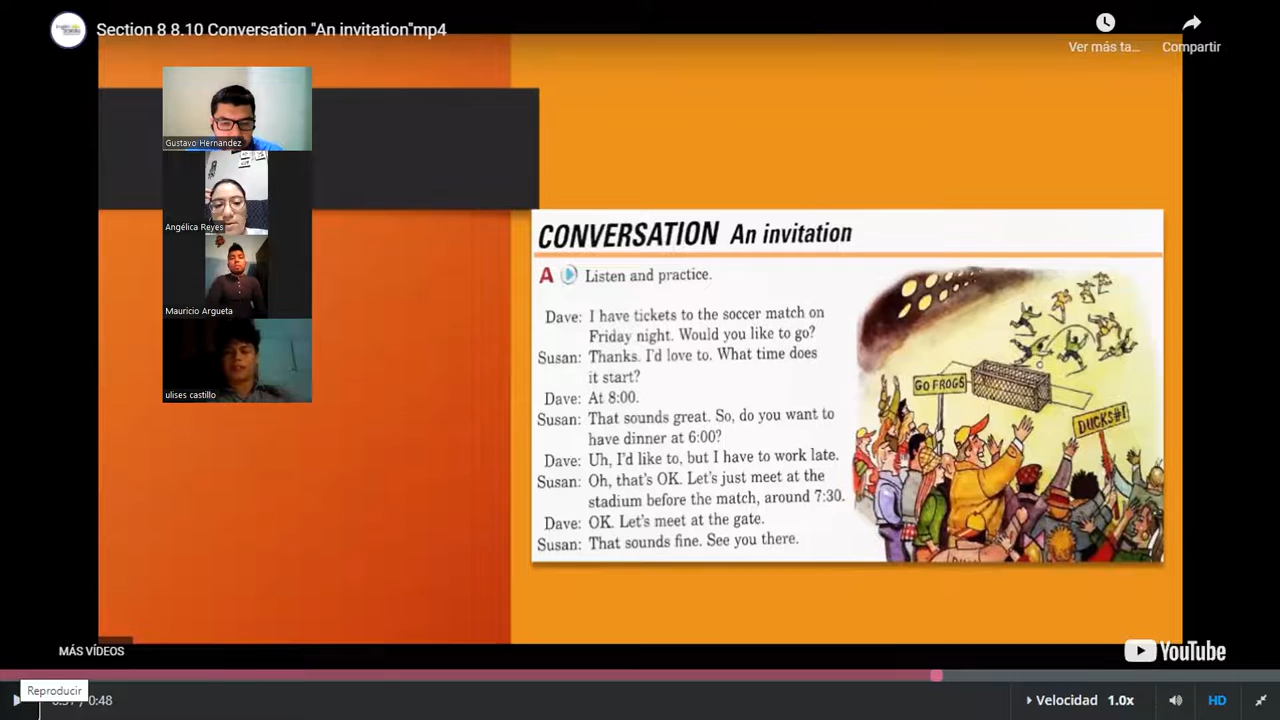 Section 8 8.10 Conversation "An invitation"mp4
Ver más ta...
Compartir
Gustavo Hernandez
Angélica Reyes
Mauricio Argueta
ulises castillo
CONVERSATION An invitation
A Listen and practice.
Dave: I have tickets to the soccer match on
Friday night. Would you like to go?
Susan: Thanks. I'd love to. What time does
it start?
Dave: At 8:00.
Susan: That sounds great. So, do you want to
have dinner at 6:00?
Dave: Uh, I'd like to, but I have to work late.
Susan: Oh, that's OK. Let's just meet at the
stadium before the match, around 7:30.
Dave: OK. Let's meet at the gate.
Susan: That sounds fine. See you there.
GO FROGS
DUCKS #1
MÁS VÍDEOS
YouTube
Reproducir
/ 0:48
Velocidad 1.0x
HD